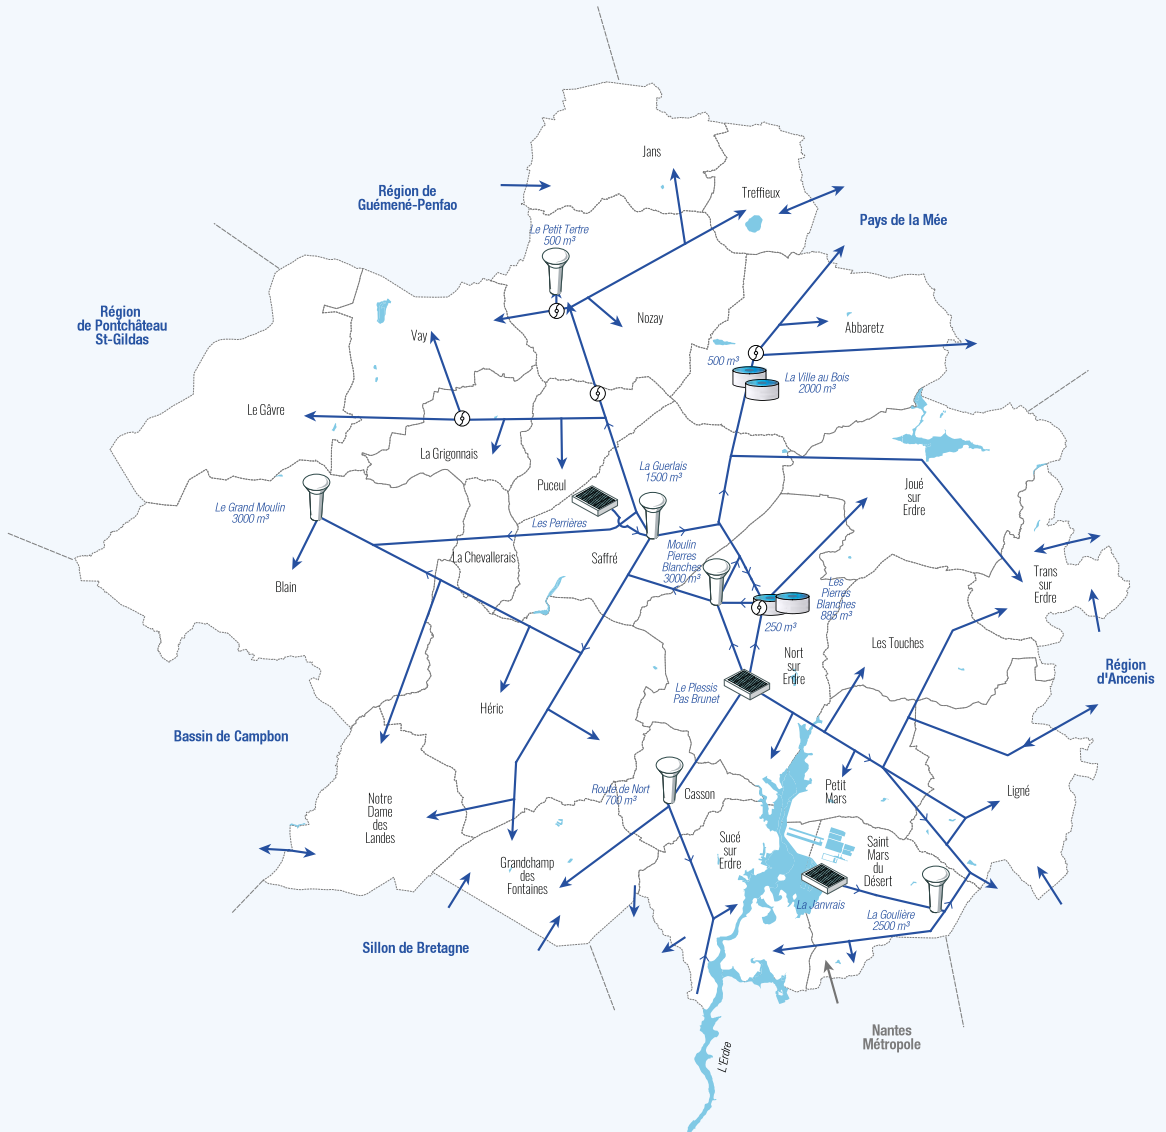 Jans
Région de
Guémené-Penfao
Treffieux
Pays de la Mée
Le Petit Tertre
500 m³
Région
de Pontchâteau
St-Gildas
Vay
Nozay
Abbaretz
500 m³
La Ville au Bois
2000 m³
Le Gâvre
La Grigonnais
La Guerlais
1500 m³
Puceul
Joué
sur
Erdre
Le Grand Moulin
3000 m³
Les Perrières
La Chevallerais
Saffré
Moulin
Pierres
Blanches
3000 m³
Blain
Trans
sur
Erdre
Les
Pierres
Blanches
885 m³
250 m³
Les Touches
Nort
sur
Erdre
Région
d'Ancenis
Le Plessis
Pas Brunet
Héric
Bassin de Campbon
Route de Nort
700 m³
Casson
Petit
Mars
Ligné
Notre
Dame
des
Landes
Sucé
sur
Erdre
Saint
Mars
du
Désert
Grandchamp
des
Fontaines
La Janvrais
La Goulière
2500 m³
Sillon de Bretagne
Nantes
Métropole
L'Erdre